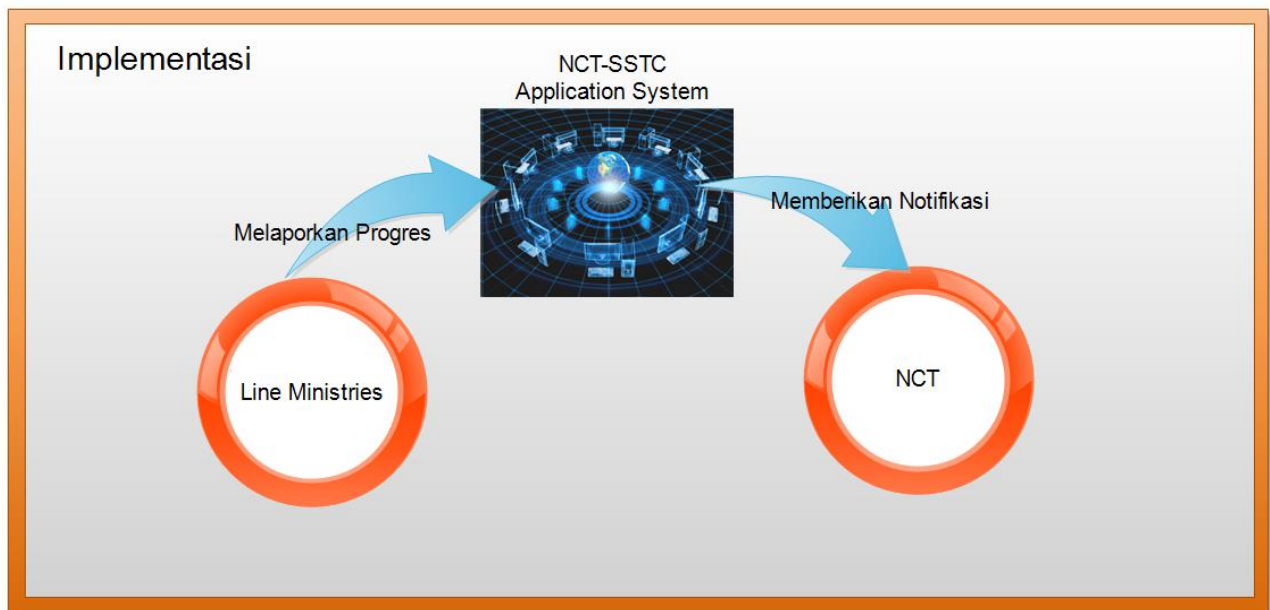 Implementasi
NCT-SSTC
Application System
Melaporkan Progres
Memberikan Notifikasi
Line Ministries
NCT